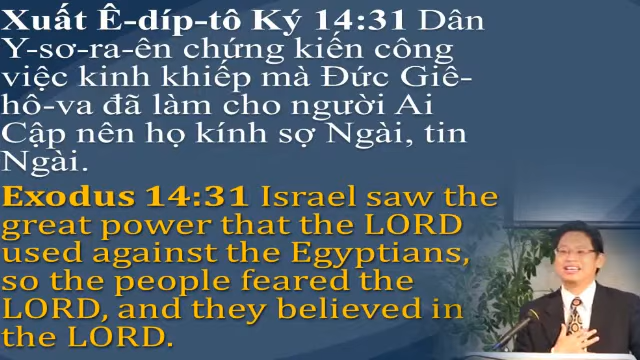 Xuất Ê-díp-tô Ký 14:31 Dân
Y-sơ-ra-ên chứng kiến công
việc kinh khiếp mà Đức Giê-
hô-va đã làm cho người Ai
Cập nên họ kính sợ Ngài, tin
Ngài.
Exodus 14:31 Israel saw the
great power that the LORD
used against the Egyptians,
so the people feared the
LORD, and they believed in
the LORD.